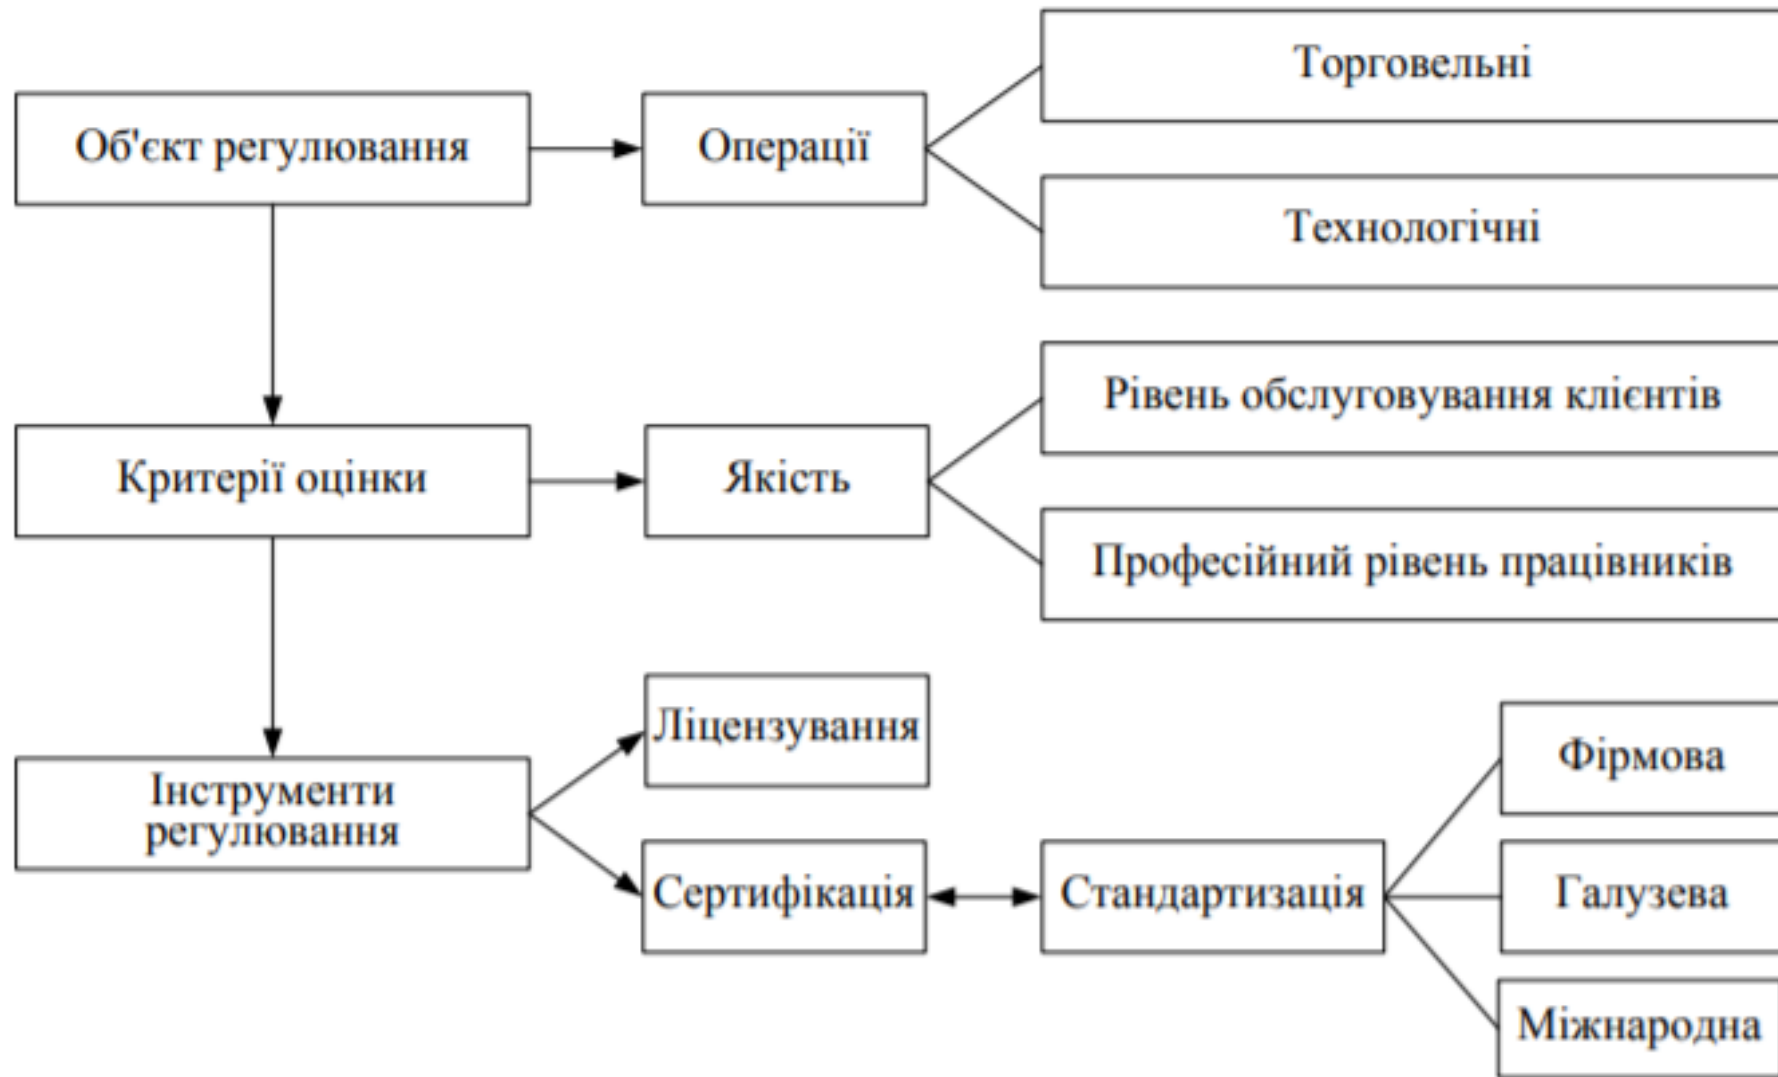 Торговельні
Об'єкт регулювання
Операції
Технологічні
Рівень обслуговування клієнтів
Критерії оцінки
Якість
Професійний рівень працівників
Ліцензування
Інструменти
регулювання
Сертифікація
Стандартизація
Фірмова
Галузева
Міжнародна